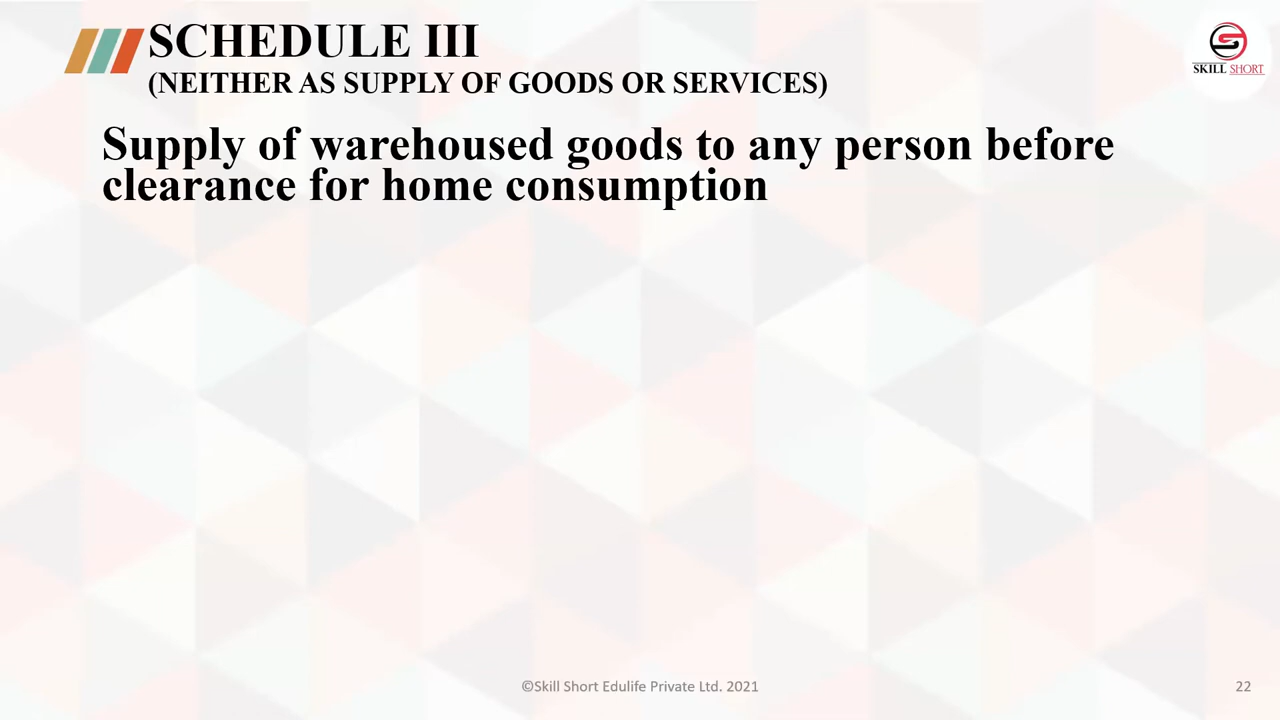 SCHEDULE III
(NEITHER AS SUPPLY OF GOODS OR SERVICES)
SKILL SHORT
Supply of warehoused goods to any person before
clearance for home consumption
©Skill Short Edulife Private Ltd. 2021
22